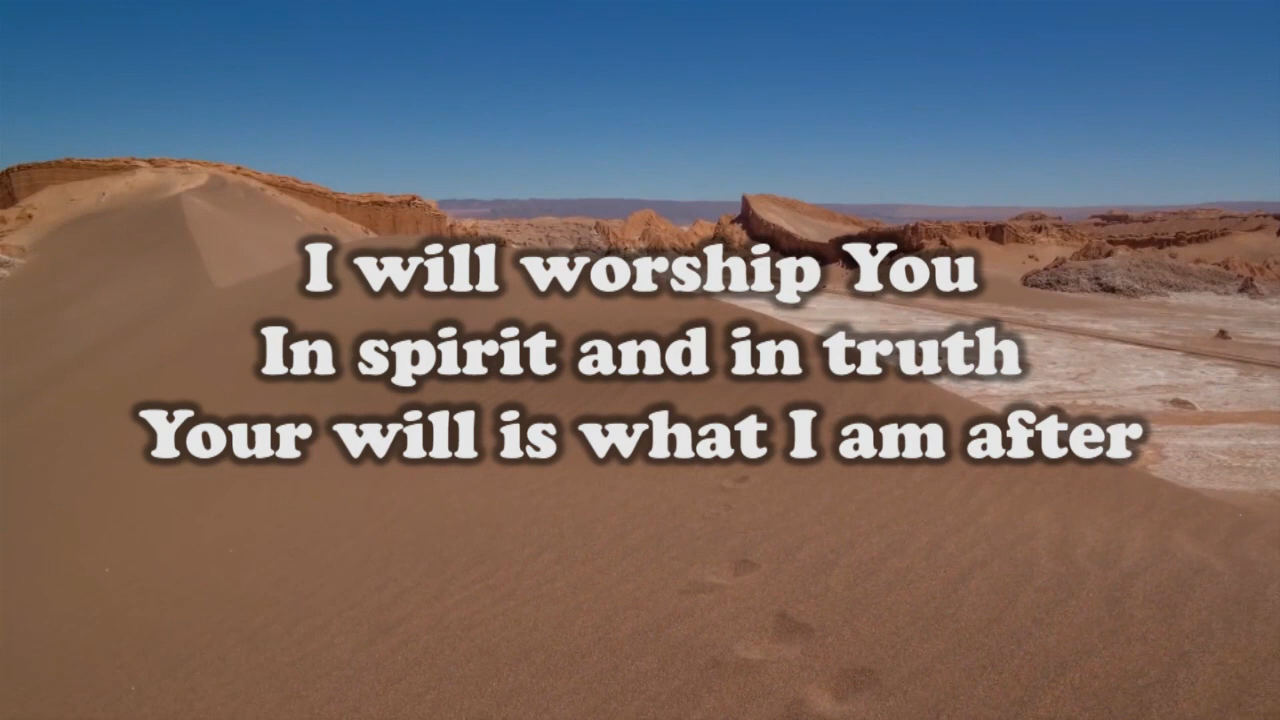 I will worship You
In spirit and in truth
Your will is what I am after